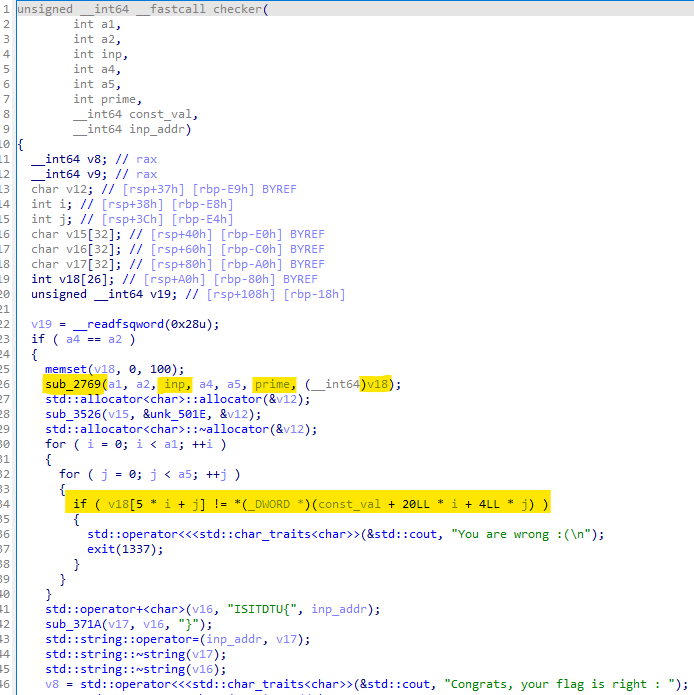 1 unsigned __int64 __fastcall checker(
2 int a1,
3 int a2,
4 int inp,
5 int a4,
6 int a5,
7 int prime,
8 __int64 const_val,
9 __int64 inp_addr)
10 {
11 __int64 v8; // rax
12 __int64 v9; // rax
13 char v12; // [rsp+37h] [rbp-E9h] BYREF
14 int i; // [rsp+38h] [rbp-E8h]
15 int j; // [rsp+3Ch] [rbp-E4h]
16 char v15[32]; // [rsp+40h] [rbp-E0h] BYREF
17 char v16[32]; // [rsp+60h] [rbp-C0h] BYREF
18 char v17[32]; // [rsp+80h] [rbp-A0h] BYREF
19 int v18[26]; // [rsp+A0h] [rbp-80h] BYREF
20 unsigned __int64 v19; // [rsp+108h] [rbp-18h]
21
22 v19 = __readfsqword(0x28u);
23 if ( a4 == a2 )
24 {
25 memset(v18, 0, 100);
26 sub_2769(a1, a2, inp, a4, a5, prime, (__int64)v18);
27 std::allocator<char>::allocator(&v12);
28 sub_3526(v15, &unk_501E, &v12);
29 std::allocator<char>::~allocator(&v12);
30 for ( i = 0; i < a1; ++i )
31 {
32 for ( j = 0; j < a5; ++j )
33 {
34 if ( v18[5 * i + j] != *(_DWORD *)(const_val + 20LL * i + 4LL * j) )
35 {
36 std::operator<<<std::char_traits<char>>(&std::cout, "You are wrong :(\n");
37 exit(1337);
38 }
39 }
40 }
41 std::operator+<char>(v16, "ISITDTU{", inp_addr);
42 sub_371A(v17, v16, "}");
43 std::string::operator=(inp_addr, v17);
44 std::string::~string(v17);
45 std::string::~string(v16);
46 v8 = std::operator<<<std::char_traits<char>>(&std::cout, "Congrats, your flag is right : ");